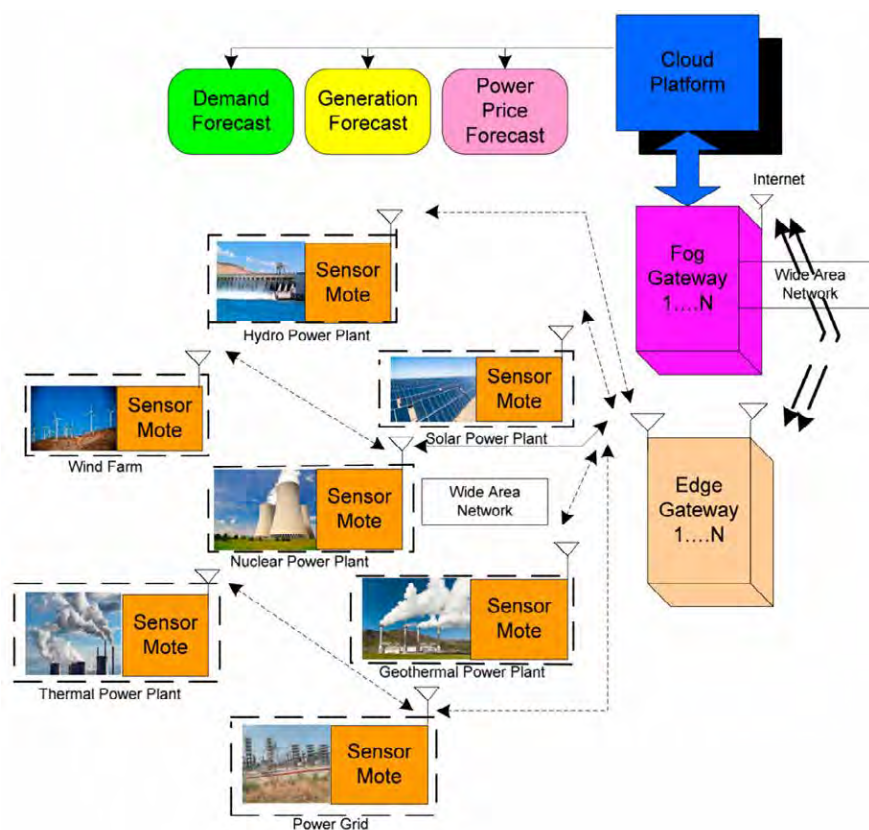 Cloud
Platform
Demand
Forecast
Generation
Forecast
Power
Price
Forecast
Internet
Fog
Gateway
1....N
Wide Area
Network
Sensor
Mote
Hydro Power Plant
Sensor
Mote
Solar Power Plant
Sensor
Mote
Wind Farm
Sensor
Mote
Nuclear Power Plant
Wide Area
Network
Edge
Gateway
1....N
Sensor
Mote
Thermal Power Plant
Sensor
Mote
Geothermal Power Plant
Sensor
Mote
Power Grid